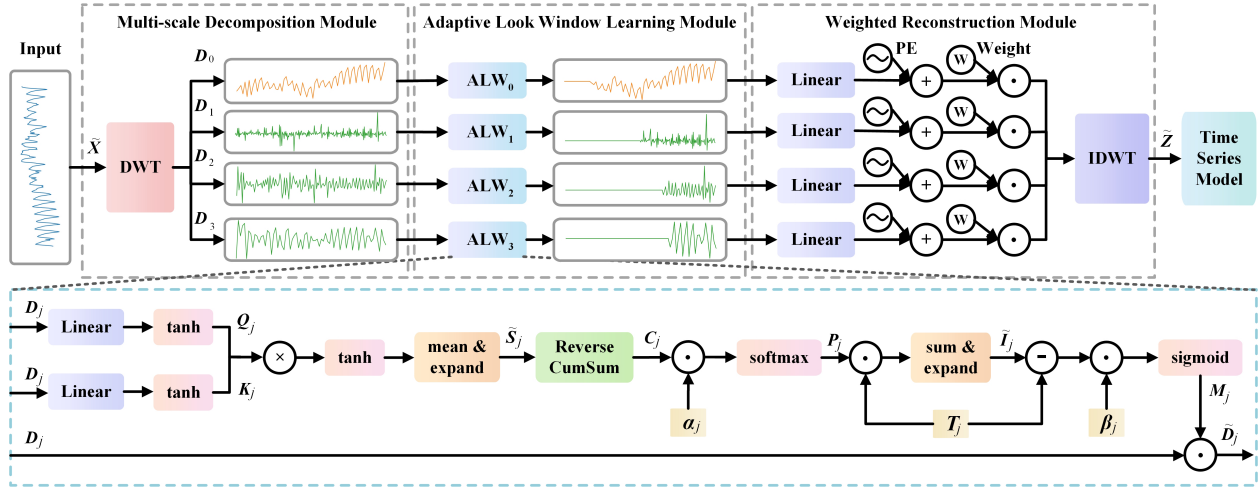 Multi-scale Decomposition Module
Adaptive Look Window Learning Module
Weighted Reconstruction Module
Input
X̃
DWT
D₀
D₁
D₂
D₃
ALW₀
ALW₁
ALW₂
ALW₃
Linear
Linear
Linear
Linear
PE
Weight
+
W
·
+
W
·
+
W
·
+
W
·
IDWT
Z̃
Time
Series
Model
Dⱼ
Linear
tanh
Qⱼ
Dⱼ
Linear
tanh
Kⱼ
×
tanh
mean &
expand
S̃ⱼ
Reverse
CumSum
Cⱼ
·
αⱼ
softmax
Pⱼ
·
sum &
expand
Ĩⱼ
-
Tⱼ
·
βⱼ
sigmoid
Mⱼ
Dⱼ
·
D̃ⱼ